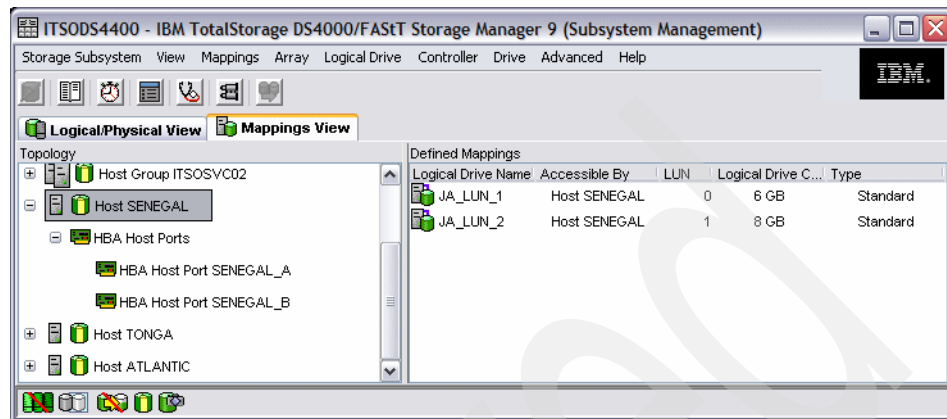 ITSODS4400 - IBM TotalStorage DS4000/FAStT Storage Manager 9 (Subsystem Management)
Storage Subsystem View Mappings Array Logical Drive Controller Drive Advanced Help
IBM.
Logical/Physical View Mappings View
Topology
Host Group ITSOSVC02
Host SENEGAL
HBA Host Ports
HBA Host Port SENEGAL_A
HBA Host Port SENEGAL_B
Host TONGA
Host ATLANTIC
Defined Mappings
Logical Drive Name Accessible By LUN Logical Drive C... Type
JA_LUN_1 Host SENEGAL 0 6 GB Standard
JA_LUN_2 Host SENEGAL 1 8 GB Standard